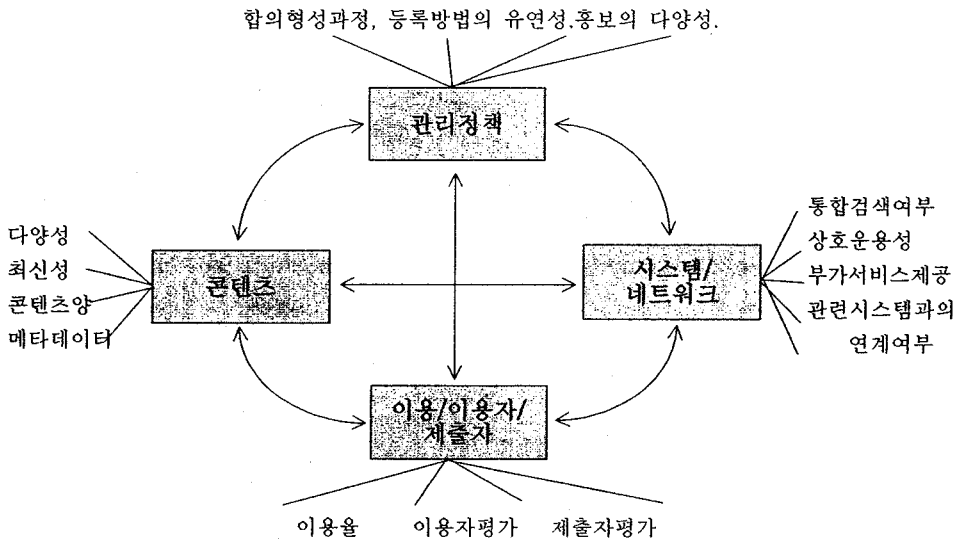 합의형성과정, 등록방법의 유연성.홍보의 다양성.
관리정책
다양성
최신성
콘텐츠양
메타데이터
콘텐츠
시스템/
네트워크
통합검색여부
상호운용성
부가서비스제공
관련시스템과의
연계여부
이용/이용자/
제출자
이용율 이용자평가 제출자평가